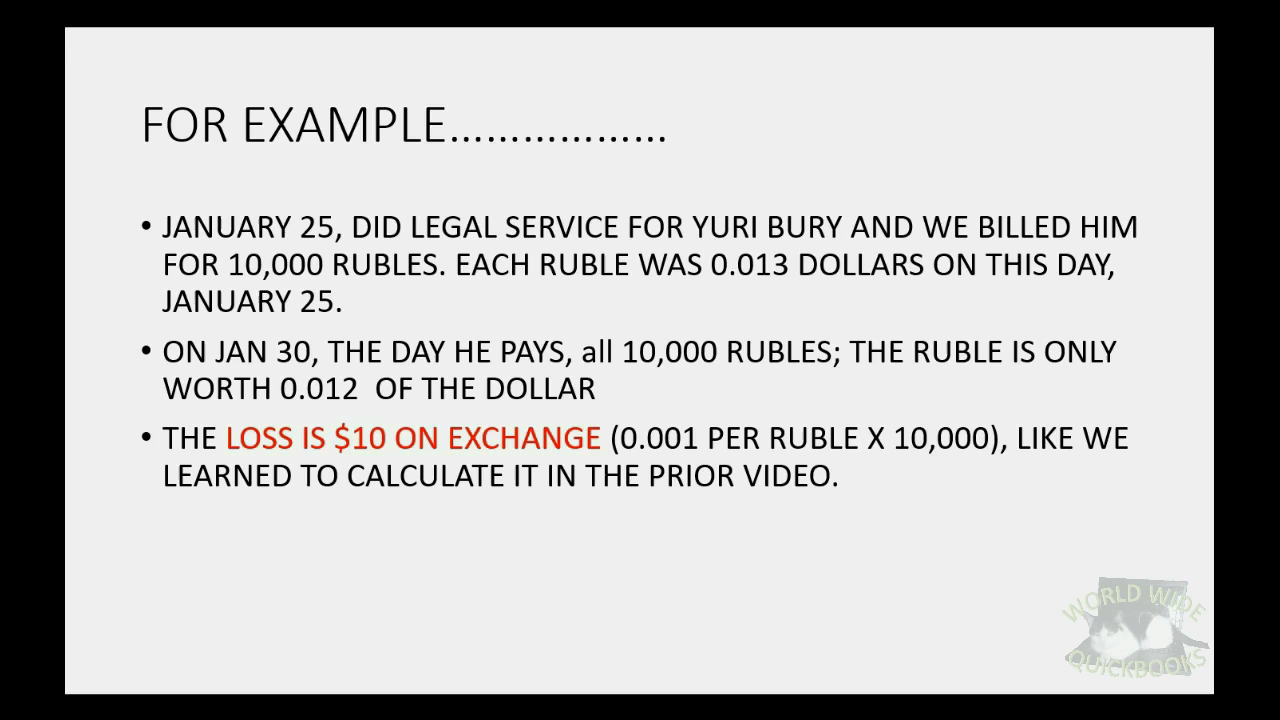 FOR EXAMPLE………………
• JANUARY 25, DID LEGAL SERVICE FOR YURI BURY AND WE BILLED HIM
FOR 10,000 RUBLES. EACH RUBLE WAS 0.013 DOLLARS ON THIS DAY,
JANUARY 25.
• ON JAN 30, THE DAY HE PAYS, all 10,000 RUBLES; THE RUBLE IS ONLY
WORTH 0.012  OF THE DOLLAR
• THE LOSS IS $10 ON EXCHANGE (0.001 PER RUBLE X 10,000), LIKE WE
LEARNED TO CALCULATE IT IN THE PRIOR VIDEO.
WORLD WIDE
QUICKBOOKS